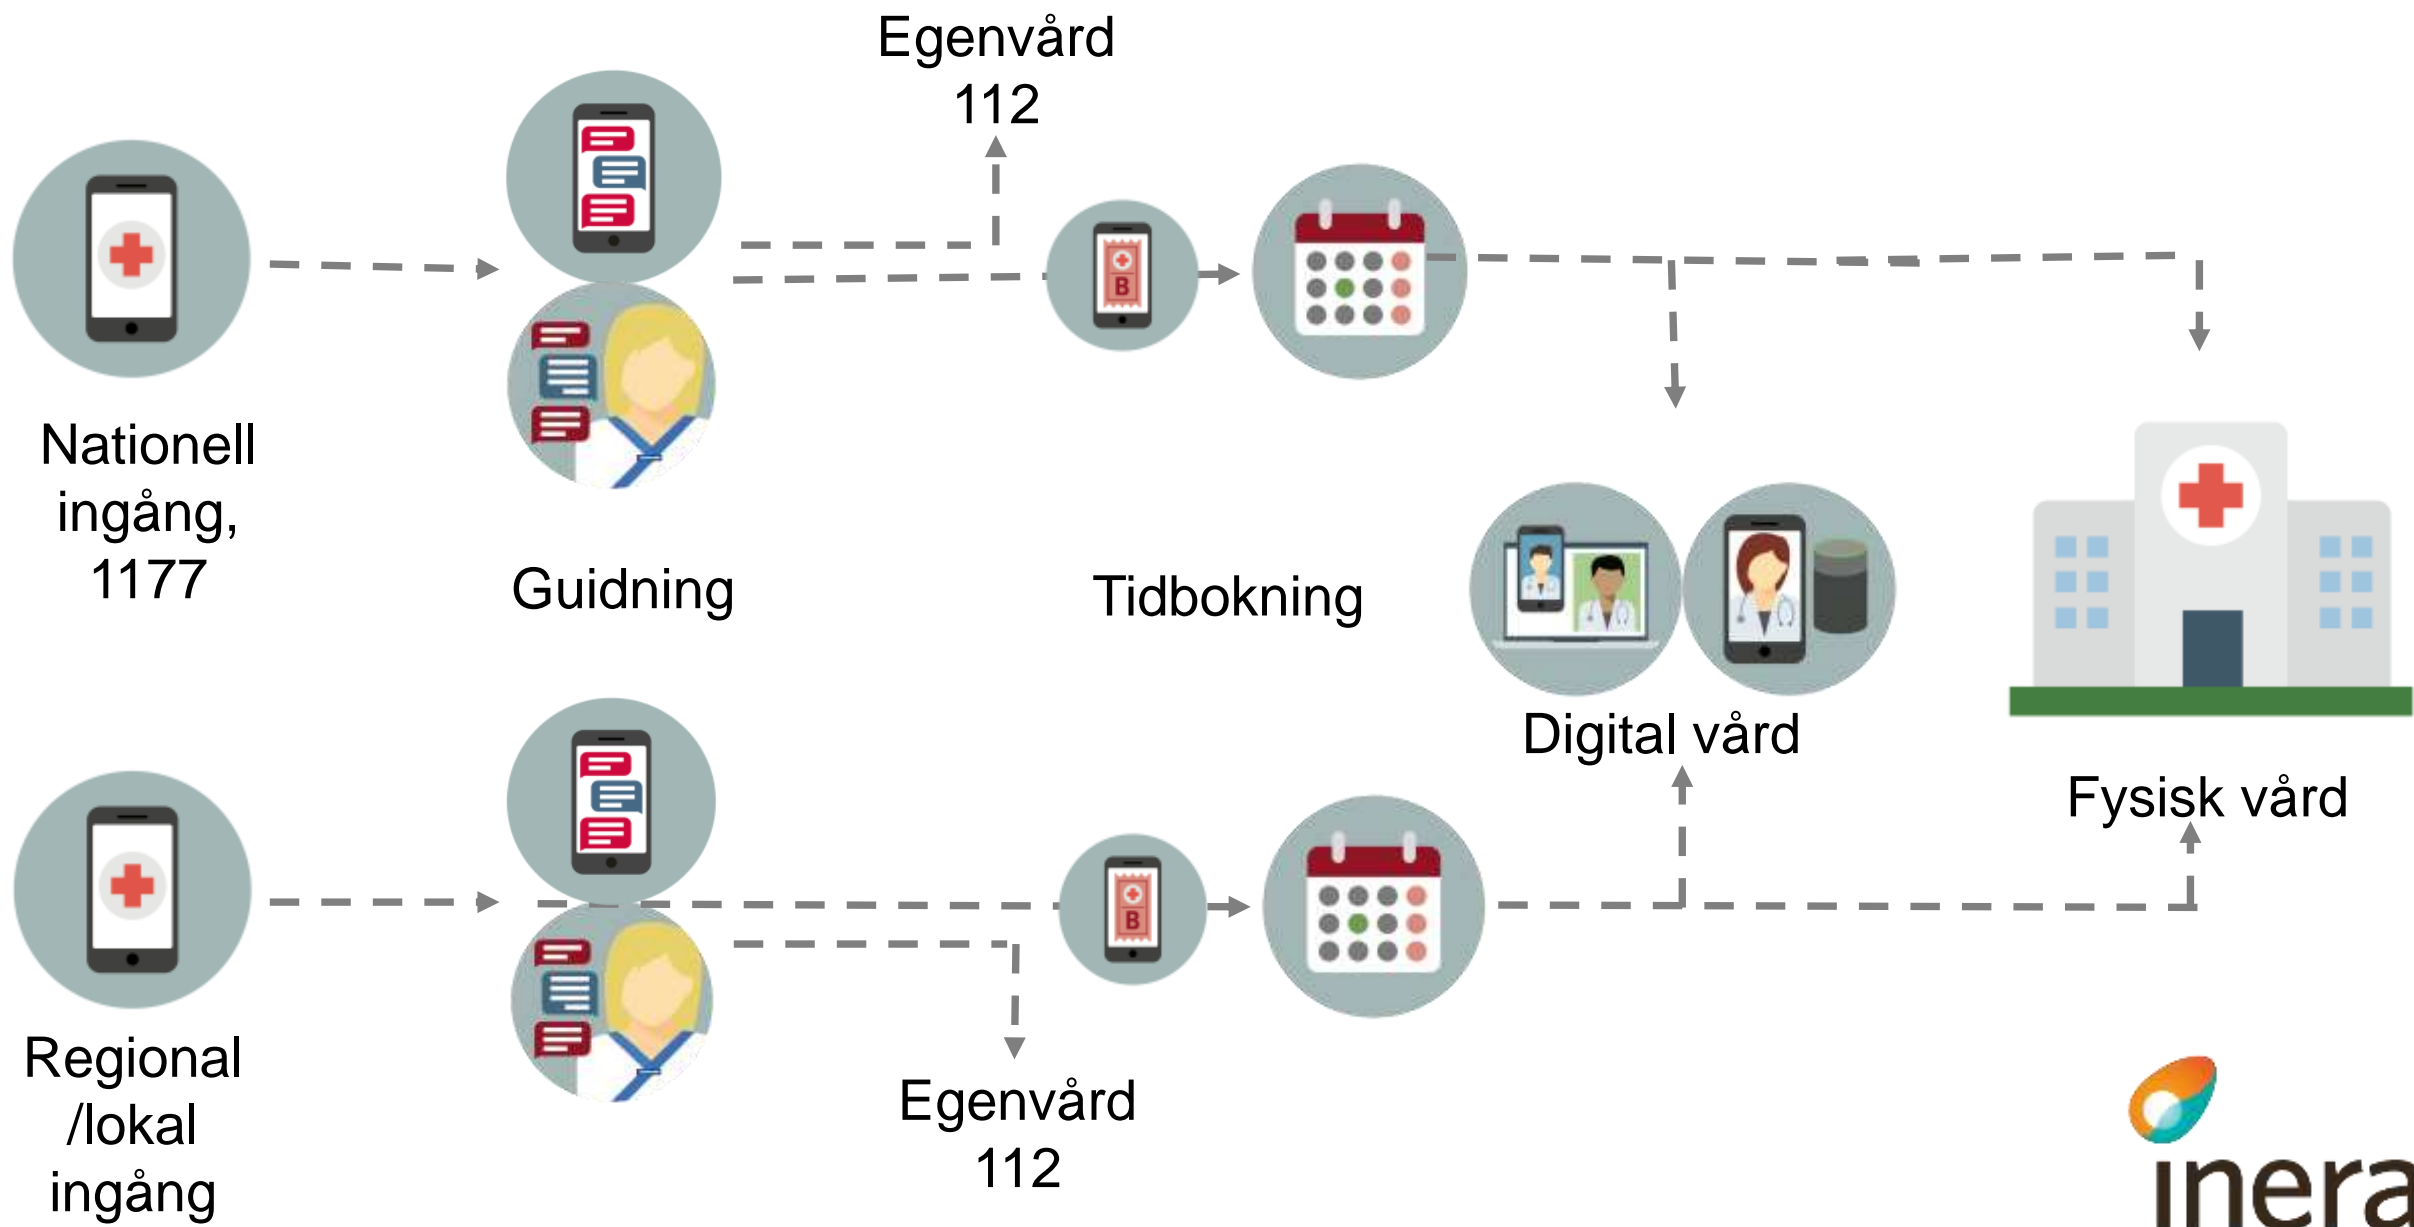 Egenvård
112
Nationell
ingång,
1177
Guidning
B
Tidbokning
Digital vård
Fysisk vård
Regional
/lokal
ingång
B
Egenvård
112
inera